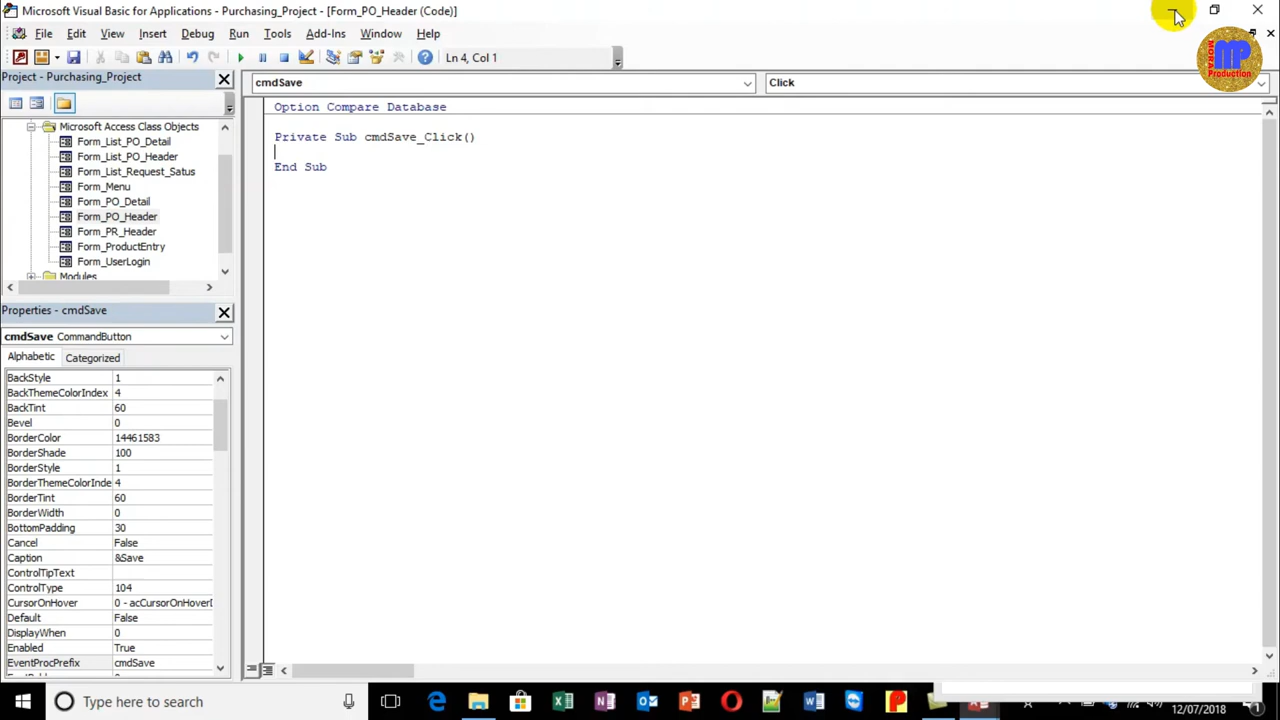 Microsoft Visual Basic for Applications - Purchasing_Project - [Form_PO_Header (Code)]
File Edit View Insert Debug Run Tools Add-Ins Window Help
Ln 4, Col 1
MORA
MP
Production
Project - Purchasing_Project
cmdSave
Click
Microsoft Access Class Objects
Form_List_PO_Detail
Form_List_PO_Header
Form_List_Request_Satus
Form_Menu
Form_PO_Detail
Form_PO_Header
Form_PR_Header
Form_ProductEntry
Form_UserLogin
Modules
Option Compare Database
Private Sub cmdSave_Click()
End Sub
Properties - cmdSave
cmdSave CommandButton
Alphabetic Categorized
BackStyle 1
BackThemeColorIndex 4
BackTint 60
Bevel 0
BorderColor 14461583
BorderShade 100
BorderStyle 1
BorderThemeColorInde 4
BorderTint 60
BorderWidth 0
BottomPadding 30
Cancel False
Caption &Save
ControlTipText
ControlType 104
CursorOnHover 0 - acCursorOnHoverD
Default False
DisplayWhen 0
Enabled True
EventProcPrefix cmdSave
Type here to search
12/07/2018